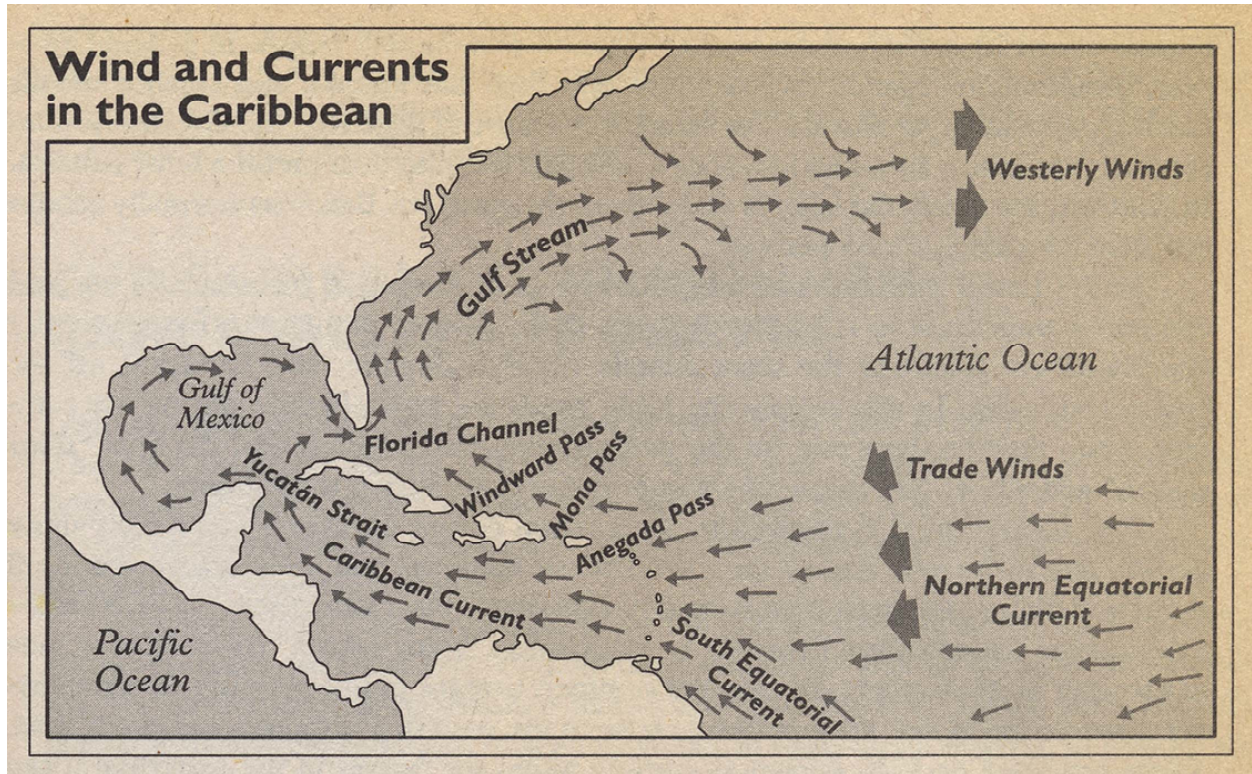 Wind and Currents
in the Caribbean
Westerly Winds
Gulf Stream
Atlantic Ocean
Gulf of
Mexico
Florida Channel
Windward Pass
Mona Pass
Yucatán Strait
Trade Winds
Anegada Pass
Caribbean Current
Northern Equatorial
Current
South Equatorial
Current
Pacific
Ocean